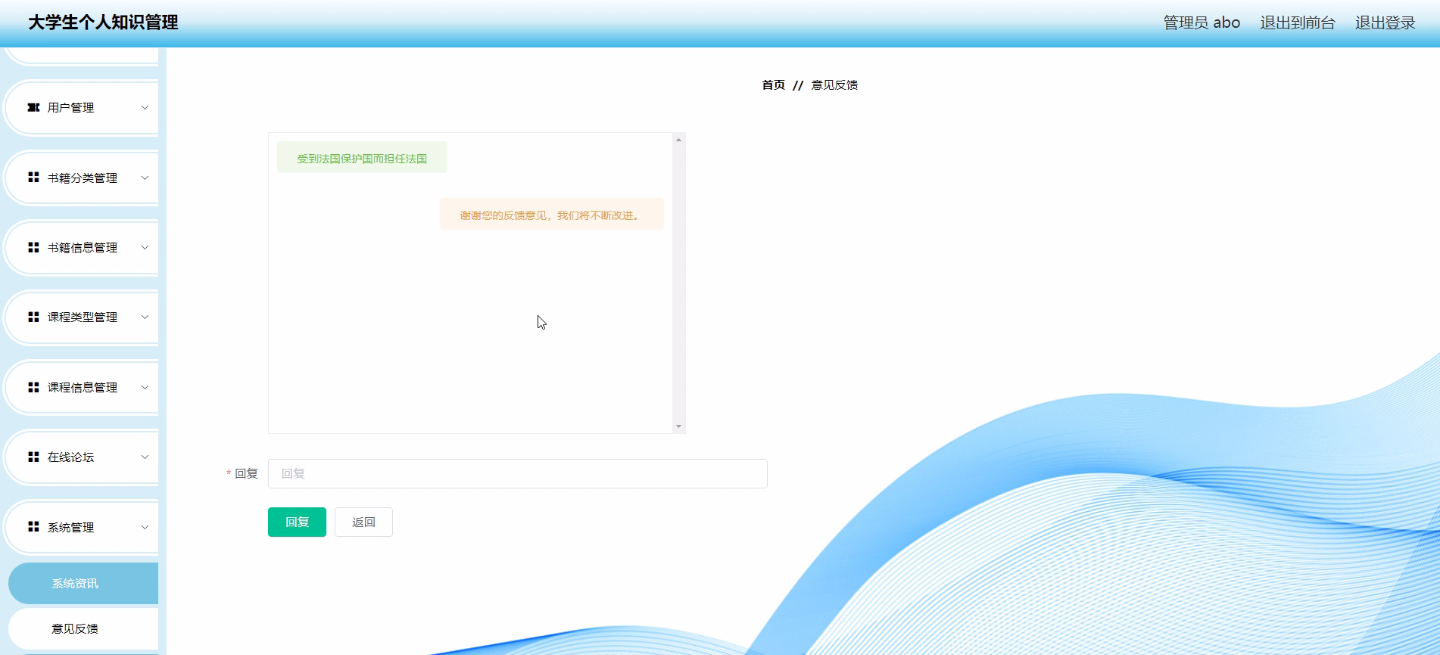 大学生个人知识管理
管理员 abo 退出到前台 退出登录
首页 // 意见反馈
用户管理
书籍分类管理
书籍信息管理
课程类型管理
课程信息管理
在线论坛
系统管理
系统资讯
意见反馈
受到法国保护国而担任法国
谢谢您的反馈意见，我们将不断改进。
* 回复 回复
回复 返回